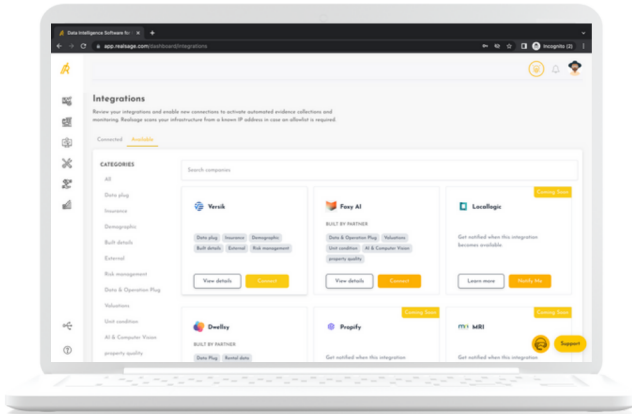 Data Intelligence Software for
app.realsage.com/dashboard/integrations
Incognito (2)
Integrations
Review your integrations and enable new connections to activate automated evidence collections and
monitoring. Realsage scans your infrastructure from a known IP address in case an allowlist is required.
Connected Available
CATEGORIES
All
Data plug
Insurance
Demographic
Built details
External
Risk management
Data & Operation Plug
Valuations
Unit condition
AI & Computer Vision
property quality
Search companies
Verisk
Data plug Insurance Demographic
Built details External Risk management
View details Connect
Foxy AI
BUILT BY PARTNER
Data & Operation Plug Valuations
Unit condition AI & Computer Vision
property quality
View details Connect
Coming Soon
Locallogic
Get notified when this integration
becomes available.
Learn more Notify Me
Dwellsy
BUILT BY PARTNER
Data Plug Rental data
Coming Soon
Propify
Get notified when this integration
Coming Soon
MRI
Get notified when this integration
Support